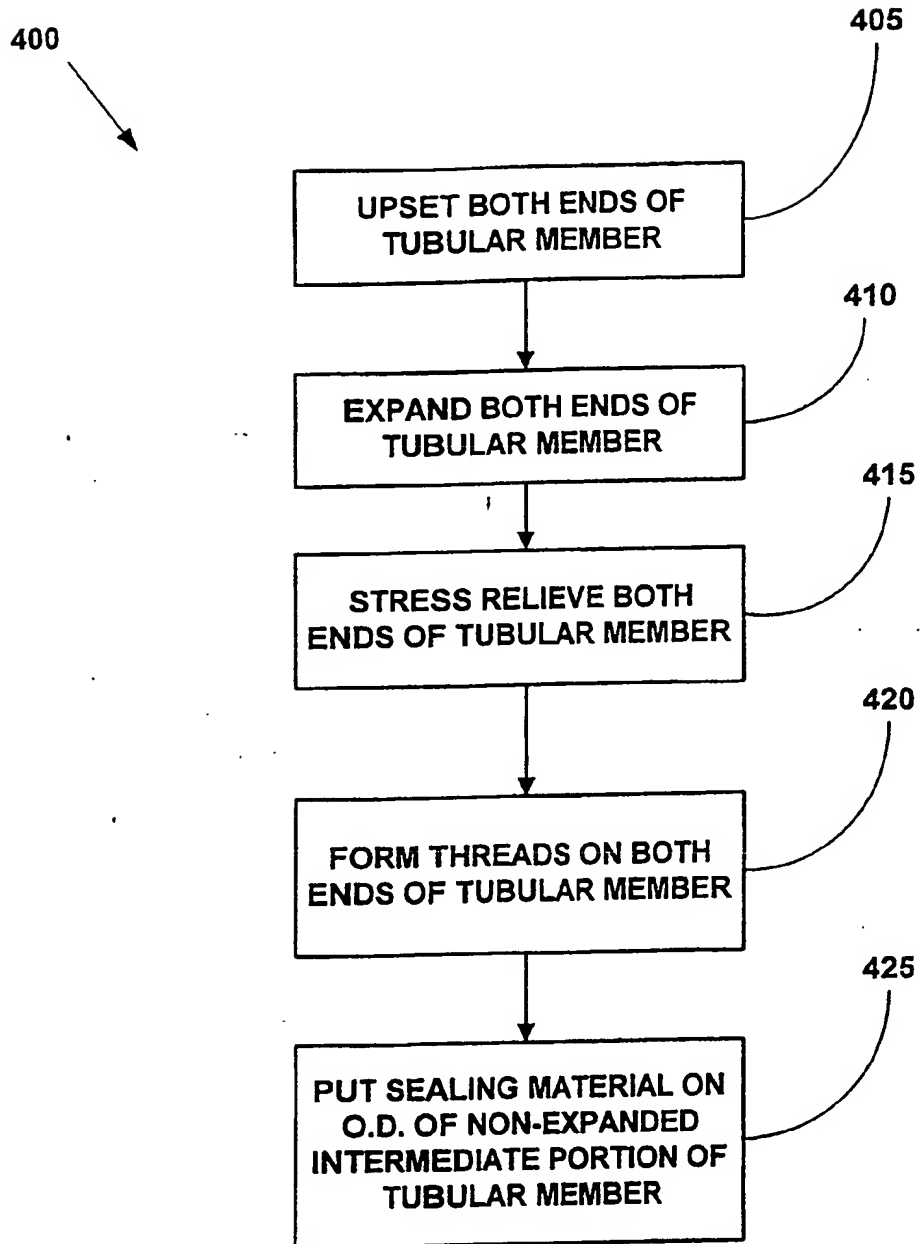 400
405
UPSET BOTH ENDS OF
TUBULAR MEMBER
410
EXPAND BOTH ENDS OF
TUBULAR MEMBER
415
STRESS RELIEVE BOTH
ENDS OF TUBULAR MEMBER
420
FORM THREADS ON BOTH
ENDS OF TUBULAR MEMBER
425
PUT SEALING MATERIAL ON
O.D. OF NON-EXPANDED
INTERMEDIATE PORTION OF
TUBULAR MEMBER